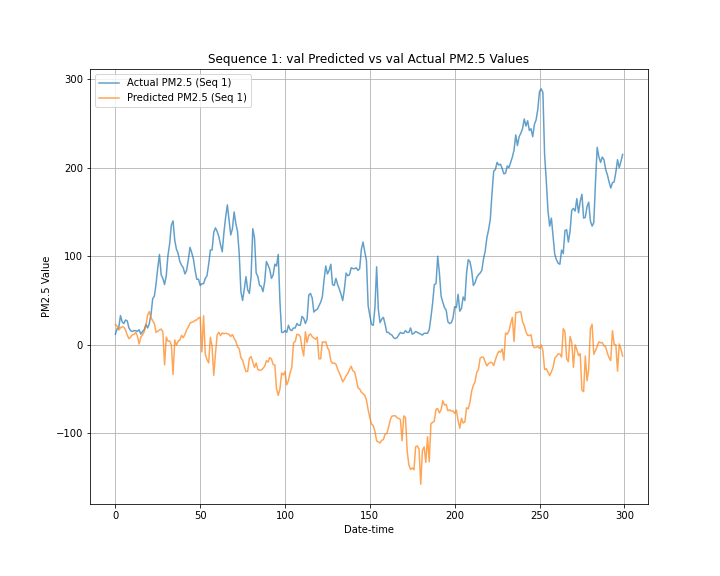 Sequence 1: val Predicted vs val Actual PM2.5 Values
Actual PM2.5 (Seq 1)
Predicted PM2.5 (Seq 1)
300
200
100
0
−100
PM2.5 Value
0 50 100 150 200 250 300
Date-time